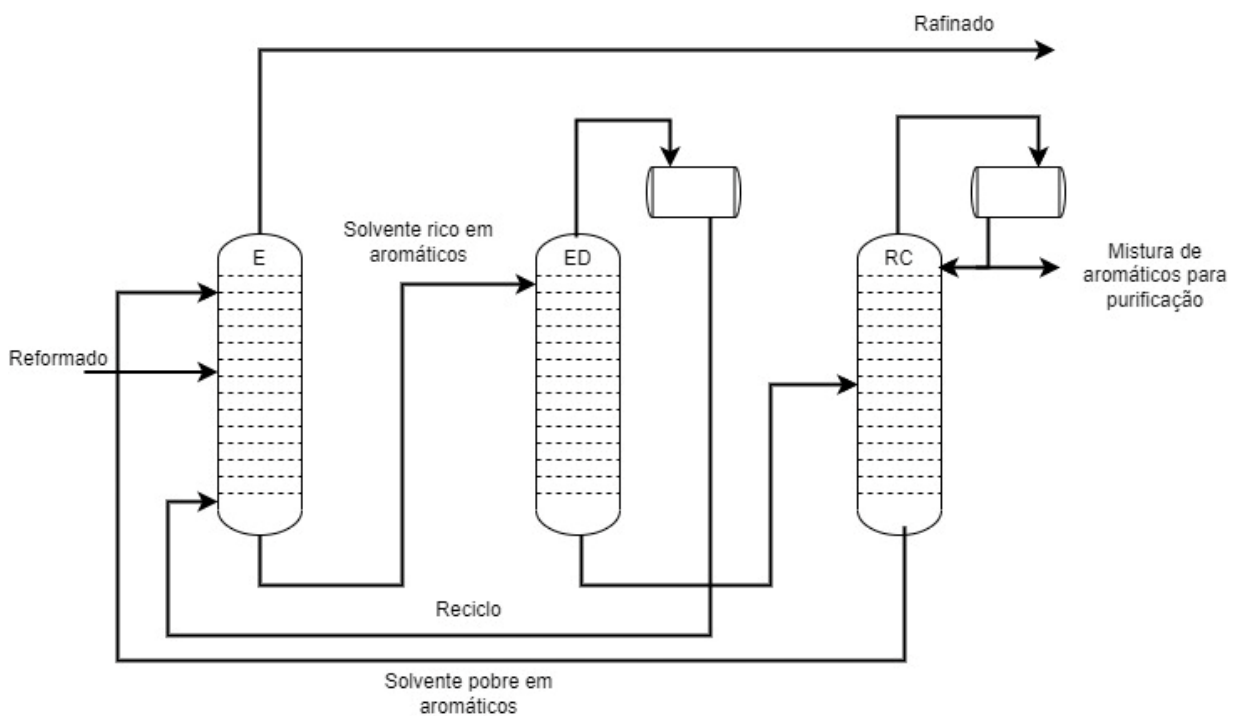 Rafinado
Solvente rico em
aromáticos
E
ED
RC
Mistura de
aromáticos para
purificação
Reformado
Reciclo
Solvente pobre em
aromáticos